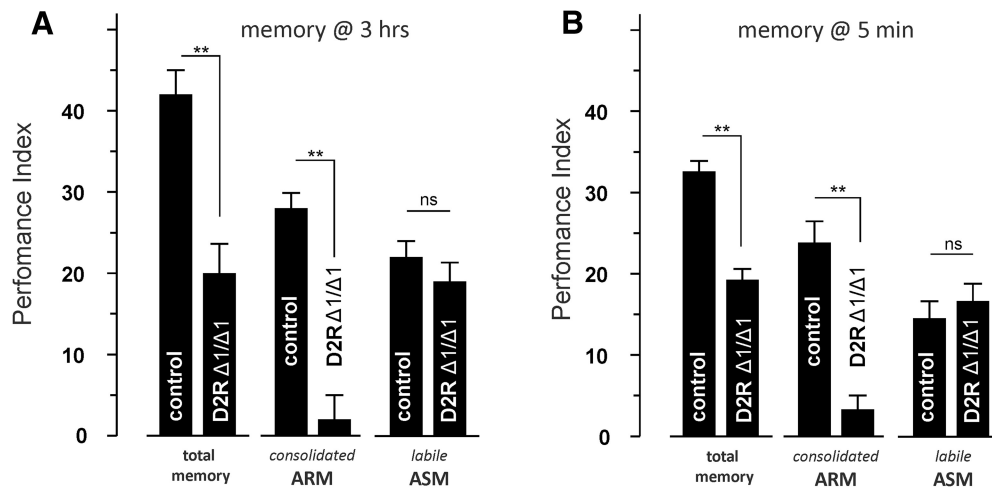 A
memory @ 3 hrs
Perfomance Index
40
30
20
10
0
**
**
ns
control
D2R Δ1/Δ1
control
D2R Δ1/Δ1
control
D2R Δ1/Δ1
total
memory
consolidated
ARM
labile
ASM
B
memory @ 5 min
Perfomance Index
40
30
20
10
0
**
**
ns
control
D2R Δ1/Δ1
control
D2R Δ1/Δ1
control
D2R Δ1/Δ1
total
memory
consolidated
ARM
labile
ASM